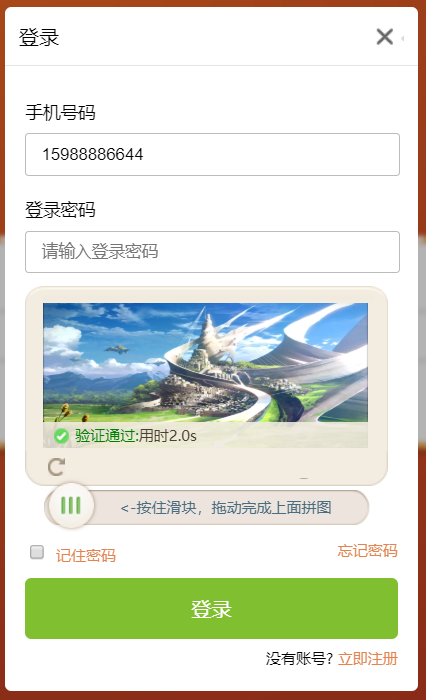 登录
手机号码
15988886644
登录密码
请输入登录密码
验证通过:用时2.0s
<-按住滑块，拖动完成上面拼图
记住密码
忘记密码
登录
没有账号? 立即注册